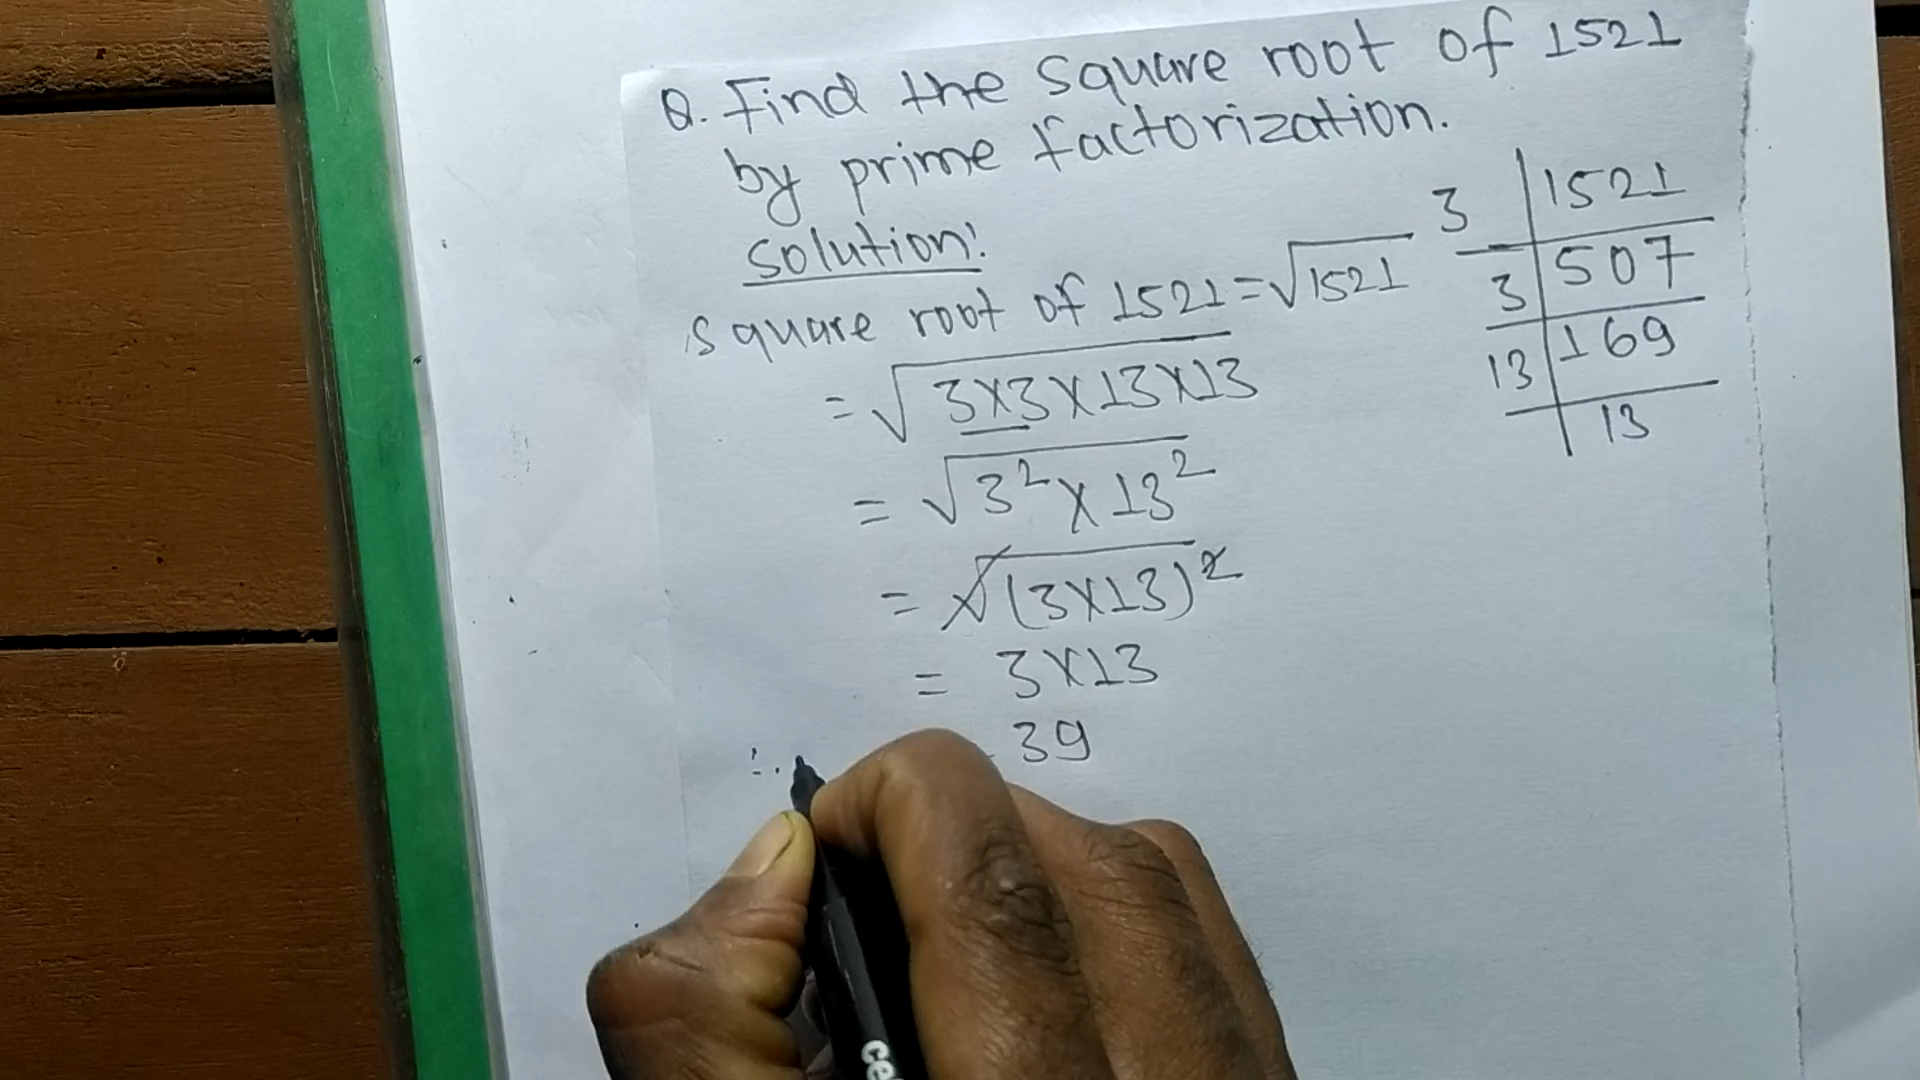 Q. Find the square root of 1521
by prime factorization.
solution:
square root of 1521 = √1521
= √3×3×13×13
= √3²×13²
= √(3×13)²
= 3×13
39
∴
3 | 1521
3 | 507
13 | 169
13
ce